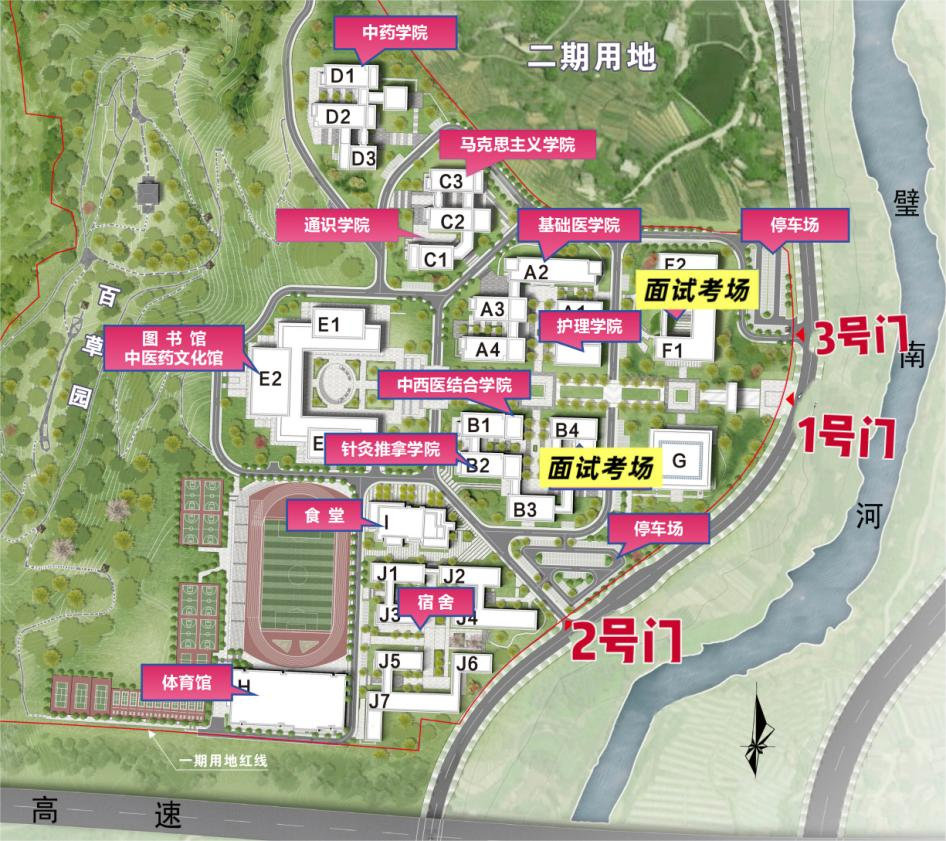 中药学院
D1
二期用地
D2
D3
马克思主义学院
C3
璧
通识学院
C2
基础医学院
停车场
C1
A2
F2
面试考场
百
草
园
A3
A1
护理学院
3号门
图 书 馆
中医药文化馆
E1
A4
F1
南
E2
中西医结合学院
1号门
B1
B4
针灸推拿学院
B2
面试考场
G
食 堂
I
B3
停车场
河
J1
J2
J3
宿 舍
J4
2号门
J5
J6
体育馆
H
J7
一期用地红线
高
速